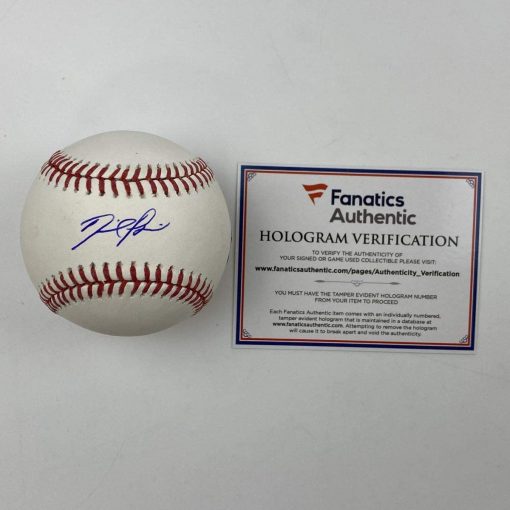 Fanatics
Authentic
HOLOGRAM VERIFICATION
TO VERIFY THE AUTHENTICITY OF
YOUR SIGNED OR GAME USED COLLECTIBLE PLEASE VISIT:
www.fanaticsauthentic.com/pages/Authenticity_Verification
YOU MUST HAVE THE TAMPER EVIDENT HOLOGRAM NUMBER
FROM YOUR ITEM TO PROCEED
Each Fanatics Authentic item comes with an individually numbered,
tamper evident hologram that is maintained in a database at
www.fanaticsauthentic.com. Attempting to remove the hologram
will cause it to break apart and void the authenticity.